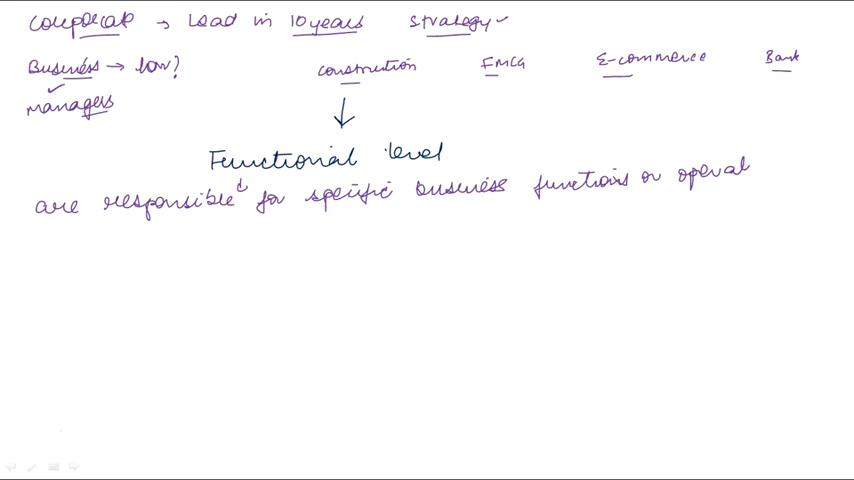 corporate → Lead in 10 years strategy
Business → how?
construction FMCG E-commerce Bank
managers
Functional level
are responsible for specific business functions or operat